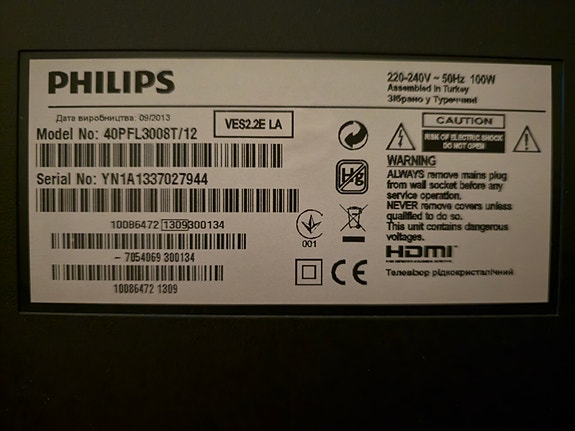 PHILIPS
220-240V ~ 50Hz 100W
Assembled in Turkey
Зібрано у Туреччині
Дата виробництва: 09/2013
VES2.2E LA
Model No: 40PFL3008T/12
Serial No: YN1A1337027944
10086472 1309300134
- 7054069 300134
10086472 1309
Hg
001
CE
CAUTION
RISK OF ELECTRIC SHOCK
DO NOT OPEN
WARNING
ALWAYS remove mains plug
from wall socket before any
service operation.
NEVER remove covers unless
qualified to do so.
This unit contains dangerous
voltages.
HDMI
Телевізор рідкокристалічний